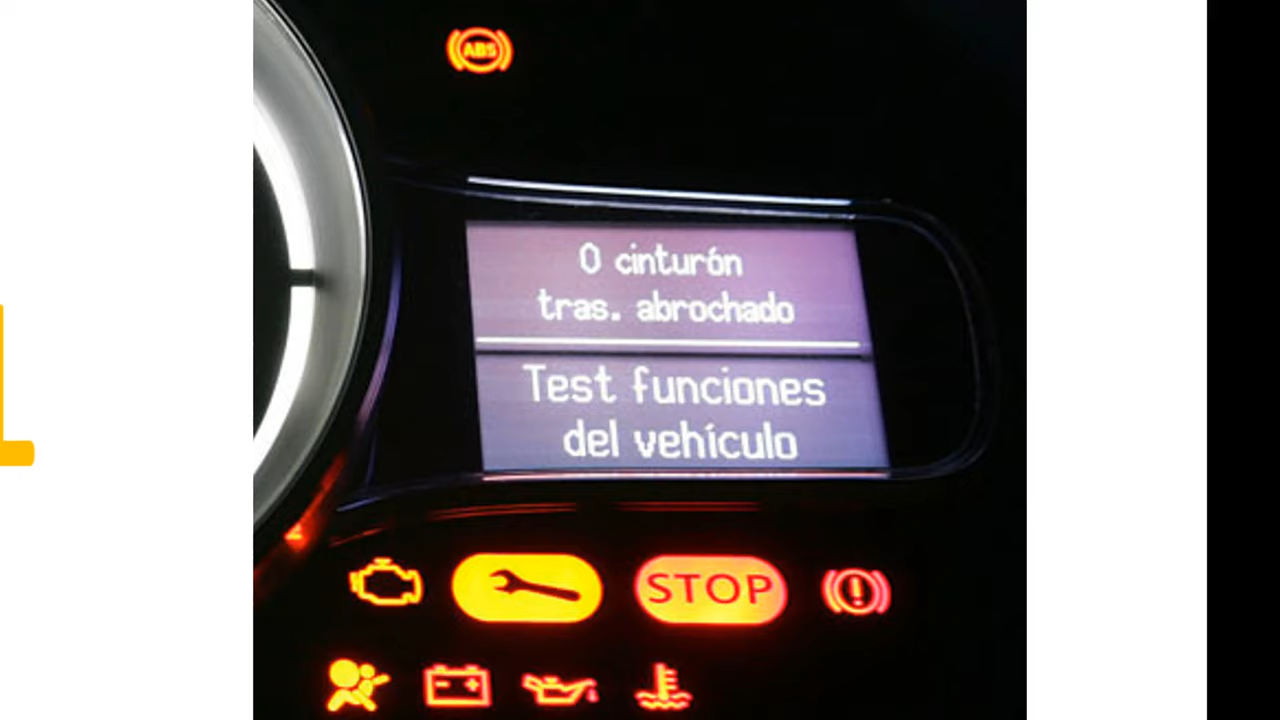 ABS
0 cinturón
tras. abrochado
Test funciones
del vehículo
STOP